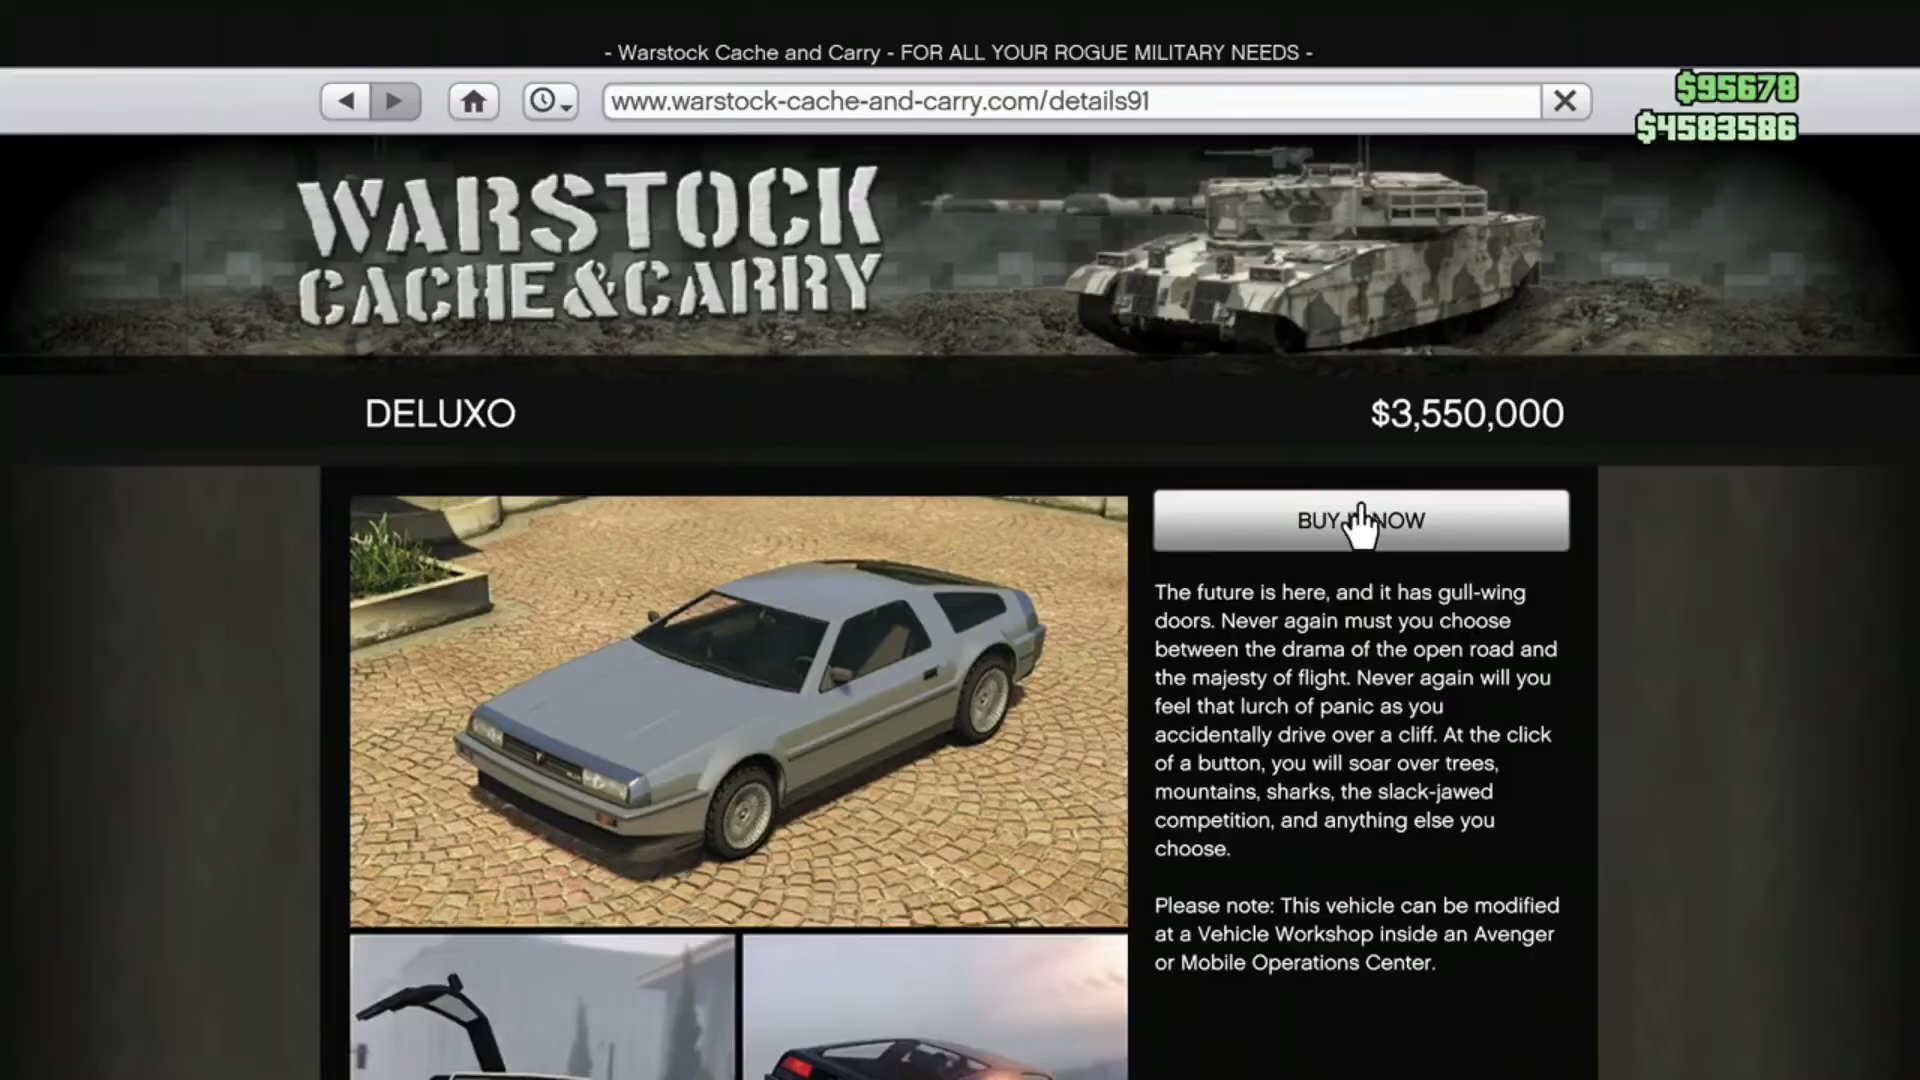 - Warstock Cache and Carry - FOR ALL YOUR ROGUE MILITARY NEEDS -
www.warstock-cache-and-carry.com/details91
$95678
$4583586
WARSTOCK
CACHE&CARRY
DELUXO
$3,550,000
BUY IT NOW
The future is here, and it has gull-wing
doors. Never again must you choose
between the drama of the open road and
the majesty of flight. Never again will you
feel that lurch of panic as you
accidentally drive over a cliff. At the click
of a button, you will soar over trees,
mountains, sharks, the slack-jawed
competition, and anything else you
choose.
Please note: This vehicle can be modified
at a Vehicle Workshop inside an Avenger
or Mobile Operations Center.